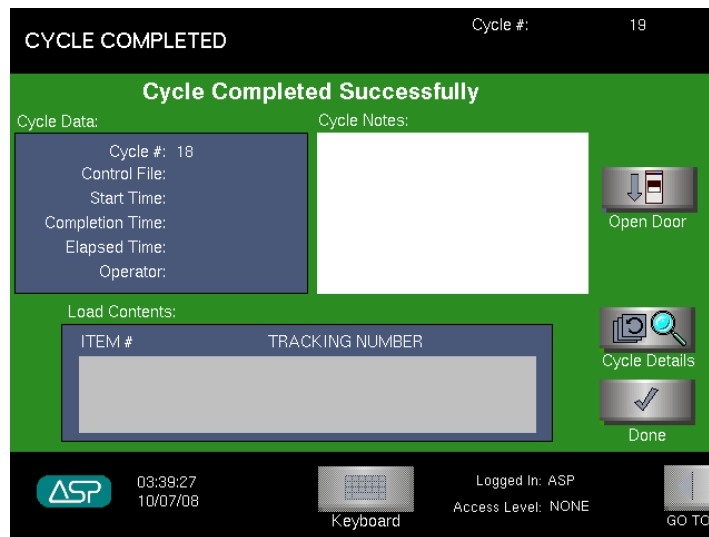 CYCLE COMPLETED
Cycle #: 19
Cycle Completed Successfully
Cycle Data:
Cycle Notes:
Cycle #: 18
Control File:
Start Time:
Completion Time:
Elapsed Time:
Operator:
Open Door
Load Contents:
ITEM # TRACKING NUMBER
Cycle Details
Done
ASP
03:39:27
10/07/08
Keyboard
Logged In: ASP
Access Level: NONE
GO TO